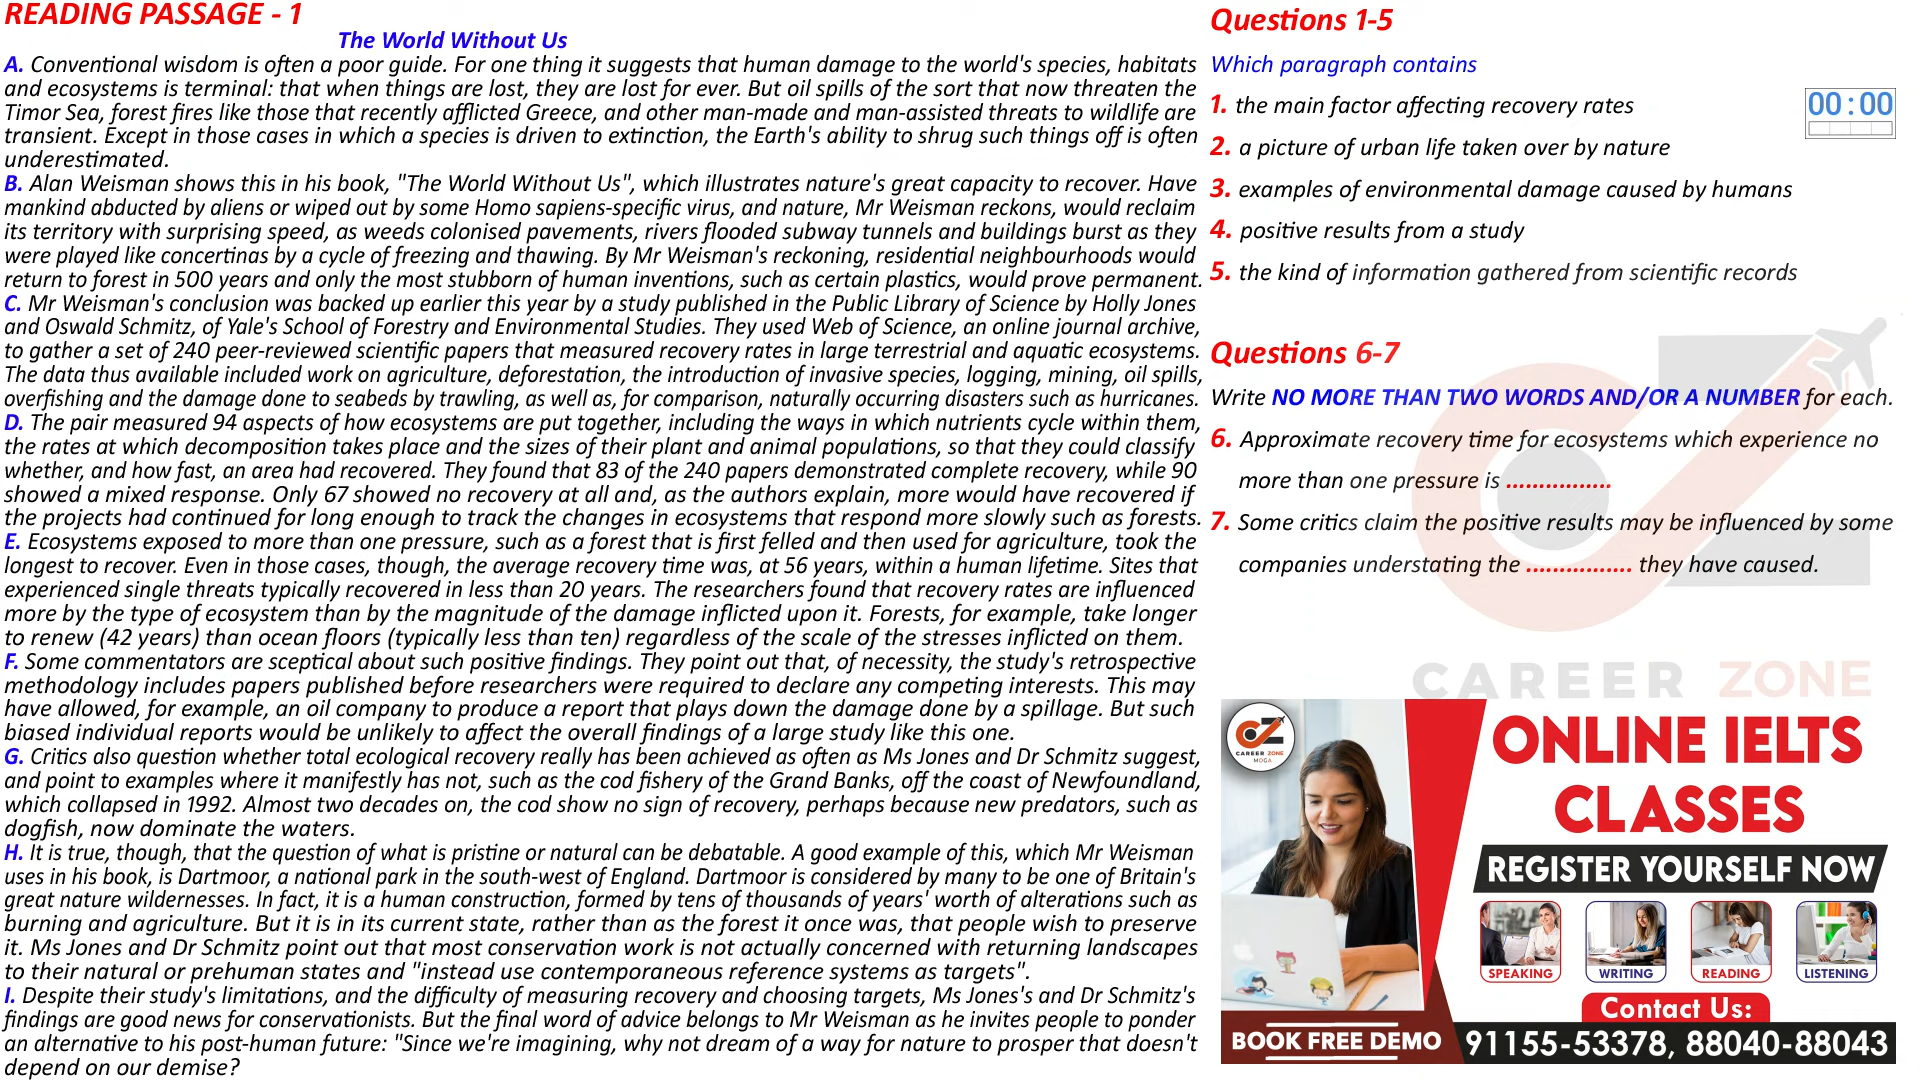 READING PASSAGE - 1
The World Without Us
A. Conventional wisdom is often a poor guide. For one thing it suggests that human damage to the world's species, habitats
and ecosystems is terminal: that when things are lost, they are lost for ever. But oil spills of the sort that now threaten the
Timor Sea, forest fires like those that recently afflicted Greece, and other man-made and man-assisted threats to wildlife are
transient. Except in those cases in which a species is driven to extinction, the Earth's ability to shrug such things off is often
underestimated.
B. Alan Weisman shows this in his book, "The World Without Us", which illustrates nature's great capacity to recover. Have
mankind abducted by aliens or wiped out by some Homo sapiens-specific virus, and nature, Mr Weisman reckons, would reclaim
its territory with surprising speed, as weeds colonised pavements, rivers flooded subway tunnels and buildings burst as they
were played like concertinas by a cycle of freezing and thawing. By Mr Weisman's reckoning, residential neighbourhoods would
return to forest in 500 years and only the most stubborn of human inventions, such as certain plastics, would prove permanent.
C. Mr Weisman's conclusion was backed up earlier this year by a study published in the Public Library of Science by Holly Jones
and Oswald Schmitz, of Yale's School of Forestry and Environmental Studies. They used Web of Science, an online journal archive,
to gather a set of 240 peer-reviewed scientific papers that measured recovery rates in large terrestrial and aquatic ecosystems.
The data thus available included work on agriculture, deforestation, the introduction of invasive species, logging, mining, oil spills,
overfishing and the damage done to seabeds by trawling, as well as, for comparison, naturally occurring disasters such as hurricanes.
D. The pair measured 94 aspects of how ecosystems are put together, including the ways in which nutrients cycle within them,
the rates at which decomposition takes place and the sizes of their plant and animal populations, so that they could classify
whether, and how fast, an area had recovered. They found that 83 of the 240 papers demonstrated complete recovery, while 90
showed a mixed response. Only 67 showed no recovery at all and, as the authors explain, more would have recovered if
the projects had continued for long enough to track the changes in ecosystems that respond more slowly such as forests.
E. Ecosystems exposed to more than one pressure, such as a forest that is first felled and then used for agriculture, took the
longest to recover. Even in those cases, though, the average recovery time was, at 56 years, within a human lifetime. Sites that
experienced single threats typically recovered in less than 20 years. The researchers found that recovery rates are influenced
more by the type of ecosystem than by the magnitude of the damage inflicted upon it. Forests, for example, take longer
to renew (42 years) than ocean floors (typically less than ten) regardless of the scale of the stresses inflicted on them.
F. Some commentators are sceptical about such positive findings. They point out that, of necessity, the study's retrospective
methodology includes papers published before researchers were required to declare any competing interests. This may
have allowed, for example, an oil company to produce a report that plays down the damage done by a spillage. But such
biased individual reports would be unlikely to affect the overall findings of a large study like this one.
G. Critics also question whether total ecological recovery really has been achieved as often as Ms Jones and Dr Schmitz suggest,
and point to examples where it manifestly has not, such as the cod fishery of the Grand Banks, off the coast of Newfoundland,
which collapsed in 1992. Almost two decades on, the cod show no sign of recovery, perhaps because new predators, such as
dogfish, now dominate the waters.
H. It is true, though, that the question of what is pristine or natural can be debatable. A good example of this, which Mr Weisman
uses in his book, is Dartmoor, a national park in the south-west of England. Dartmoor is considered by many to be one of Britain's
great nature wildernesses. In fact, it is a human construction, formed by tens of thousands of years' worth of alterations such as
burning and agriculture. But it is in its current state, rather than as the forest it once was, that people wish to preserve
it. Ms Jones and Dr Schmitz point out that most conservation work is not actually concerned with returning landscapes
to their natural or prehuman states and "instead use contemporaneous reference systems as targets".
I. Despite their study's limitations, and the difficulty of measuring recovery and choosing targets, Ms Jones's and Dr Schmitz's
findings are good news for conservationists. But the final word of advice belongs to Mr Weisman as he invites people to ponder
an alternative to his post-human future: "Since we're imagining, why not dream of a way for nature to prosper that doesn't
depend on our demise?
Questions 1-5
Which paragraph contains
1. the main factor affecting recovery rates
2. a picture of urban life taken over by nature
3. examples of environmental damage caused by humans
4. positive results from a study
5. the kind of information gathered from scientific records
00:00
Questions 6-7
Write NO MORE THAN TWO WORDS AND/OR A NUMBER for each.
6. Approximate recovery time for ecosystems which experience no
more than one pressure is ................
7. Some critics claim the positive results may be influenced by some
companies understating the ................ they have caused.
CAREER ZONE
CAREER ZONE
MOGA
ONLINE IELTS
CLASSES
REGISTER YOURSELF NOW
SPEAKING
WRITING
READING
LISTENING
Contact Us:
BOOK FREE DEMO
91155-53378, 88040-88043